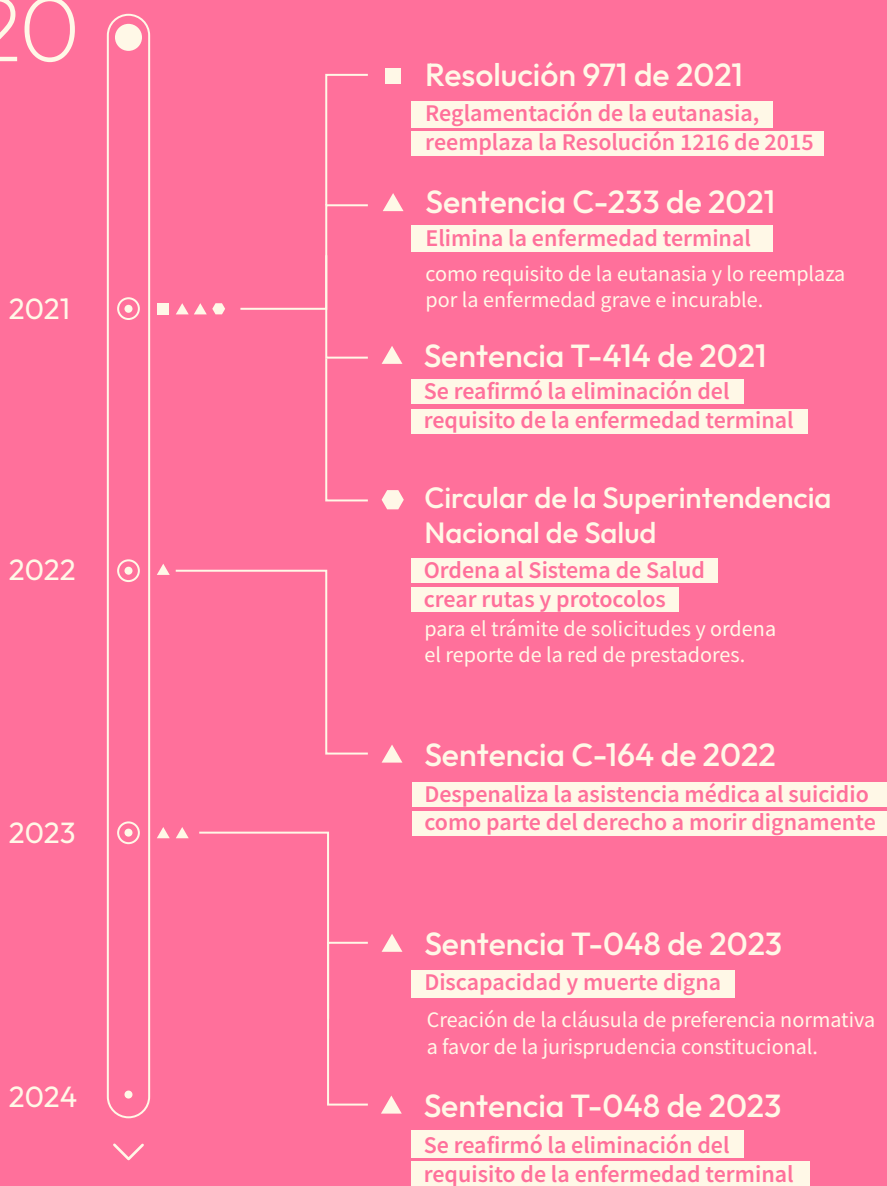 20
Resolución 971 de 2021
Reglamentación de la eutanasia,
reemplaza la Resolución 1216 de 2015
Sentencia C-233 de 2021
Elimina la enfermedad terminal
como requisito de la eutanasia y lo reemplaza
por la enfermedad grave e incurable.
2021
Sentencia T-414 de 2021
Se reafirmó la eliminación del
requisito de la enfermedad terminal
Circular de la Superintendencia
Nacional de Salud
2022
Ordena al Sistema de Salud
crear rutas y protocolos
para el trámite de solicitudes y ordena
el reporte de la red de prestadores.
Sentencia C-164 de 2022
Despenaliza la asistencia médica al suicidio
como parte del derecho a morir dignamente
2023
Sentencia T-048 de 2023
Discapacidad y muerte digna
Creación de la cláusula de preferencia normativa
a favor de la jurisprudencia constitucional.
2024
Sentencia T-048 de 2023
Se reafirmó la eliminación del
requisito de la enfermedad terminal